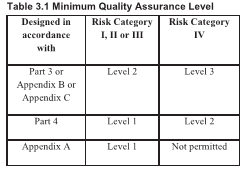 Table 3.1 Minimum Quality Assurance Level
Designed in accordance with | Risk Category I, II or III | Risk Category IV
Part 3 or Appendix B or Appendix C | Level 2 | Level 3
Part 4 | Level 1 | Level 2
Appendix A | Level 1 | Not permitted